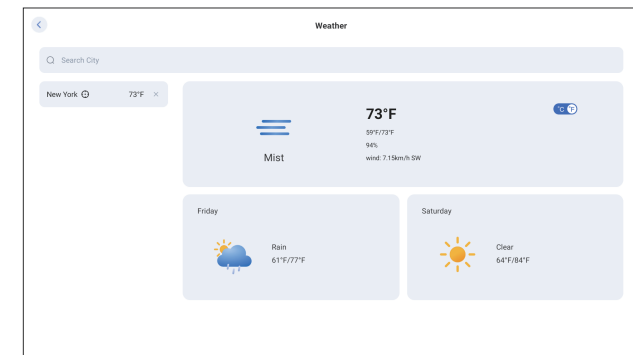 Weather
Search City
New York 73°F ×
73°F
59°F/73°F
94%
wind: 7.15km/h SW
Mist
°C °F
Friday
Rain
61°F/77°F
Saturday
Clear
64°F/84°F